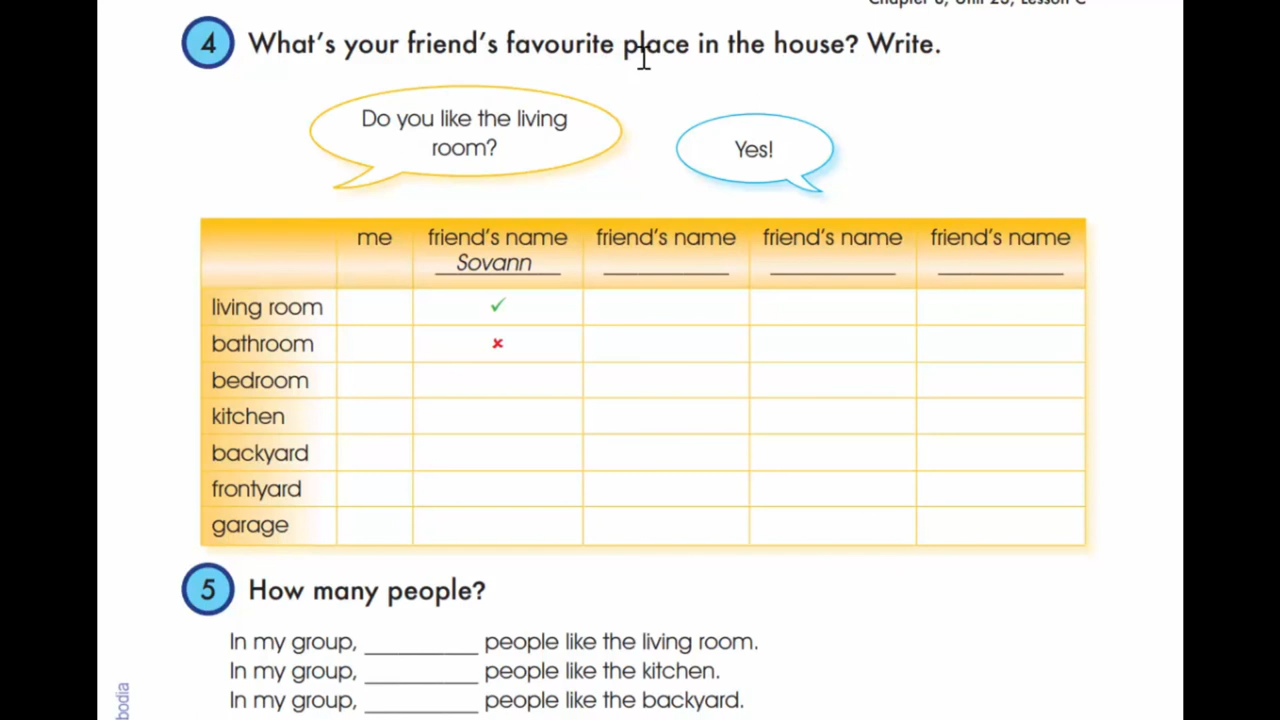 4 What's your friend's favourite place in the house? Write.
Do you like the living
room?
Yes!
me friend's name friend's name friend's name friend's name
Sovann
living room ✓
bathroom ✘
bedroom
kitchen
backyard
frontyard
garage
5 How many people?
In my group, __________ people like the living room.
In my group, __________ people like the kitchen.
In my group, __________ people like the backyard.